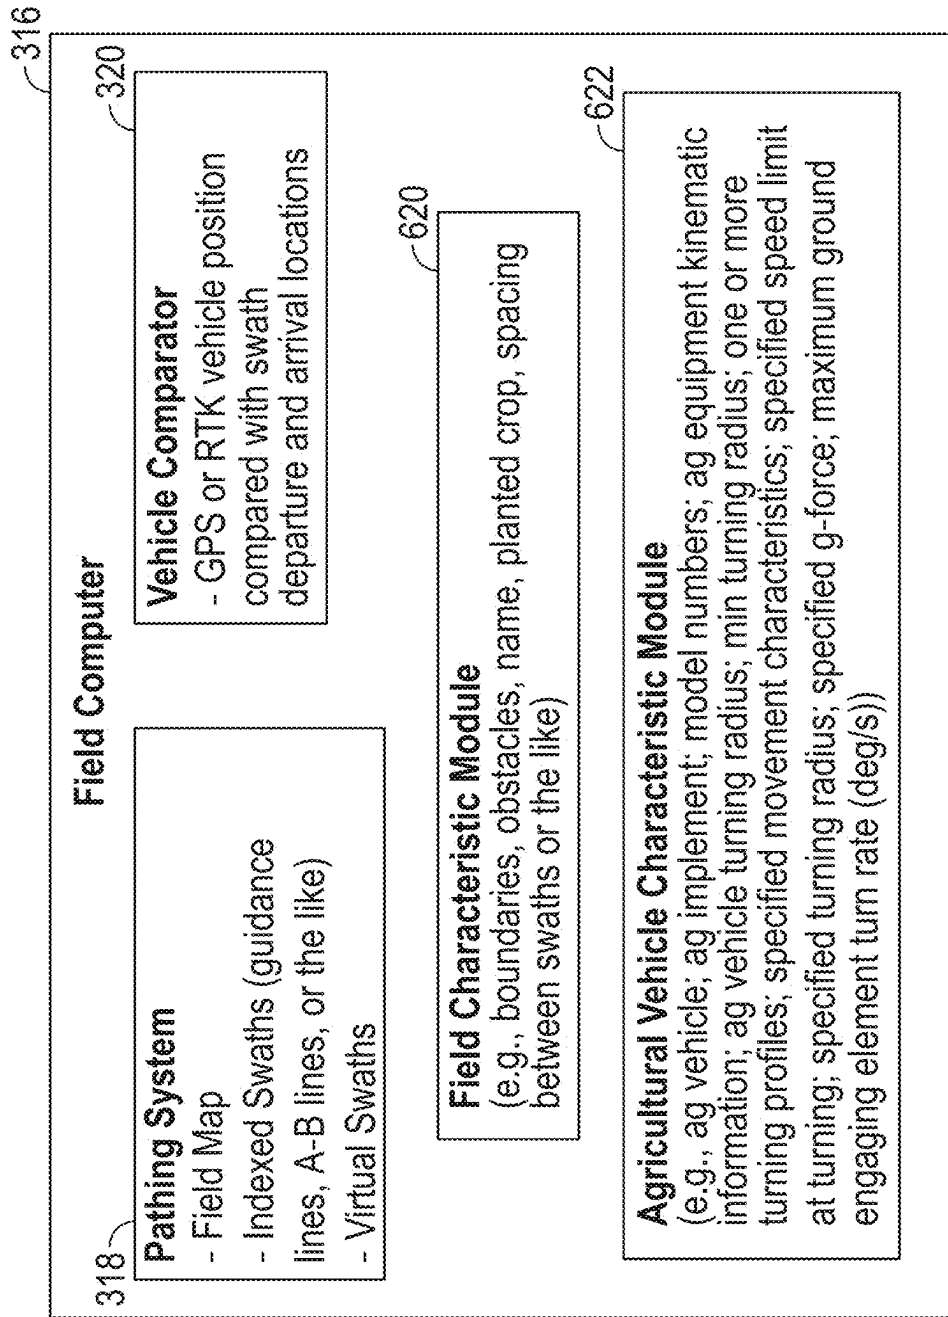 316
Field Computer
318
Pathing System
- Field Map
- Indexed Swaths (guidance
lines, A-B lines, or the like)
- Virtual Swaths
320
Vehicle Comparator
- GPS or RTK vehicle position
compared with swath
departure and arrival locations
620
Field Characteristic Module
(e.g., boundaries, obstacles, name, planted crop, spacing
between swaths or the like)
622
Agricultural Vehicle Characteristic Module
(e.g., ag vehicle; ag implement; model numbers; ag equipment kinematic
information; ag vehicle turning radius; min turning radius; one or more
turning profiles; specified movement characteristics; specified speed limit
at turning; specified turning radius; specified g-force; maximum ground
engaging element turn rate (deg/s))